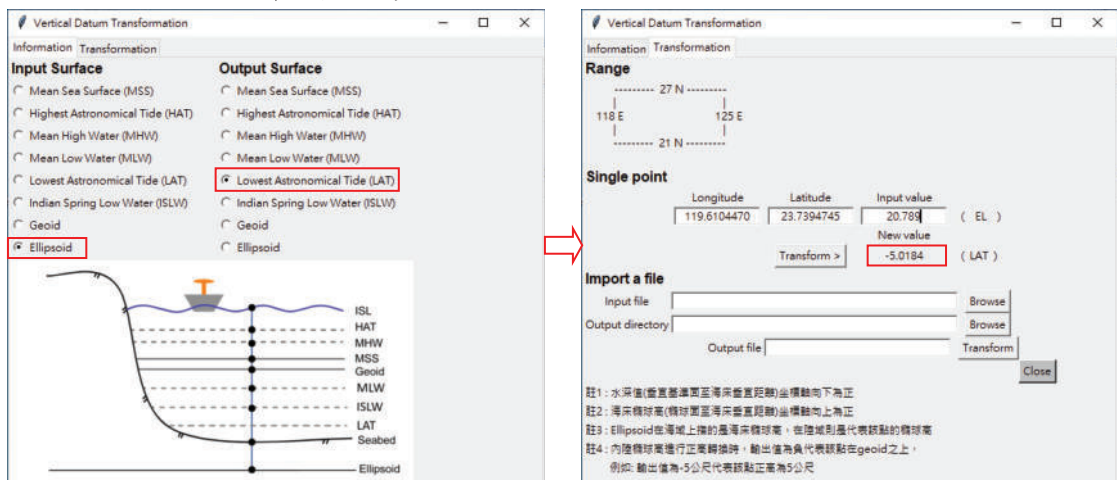 Vertical Datum Transformation
Information Transformation
Input Surface Output Surface
Mean Sea Surface (MSS) Mean Sea Surface (MSS)
Highest Astronomical Tide (HAT) Highest Astronomical Tide (HAT)
Mean High Water (MHW) Mean High Water (MHW)
Mean Low Water (MLW) Mean Low Water (MLW)
Lowest Astronomical Tide (LAT) Lowest Astronomical Tide (LAT)
Indian Spring Low Water (ISLW) Indian Spring Low Water (ISLW)
Geoid Geoid
Ellipsoid Ellipsoid
ISL
HAT
MHW
MSS
Geoid
MLW
ISLW
LAT
Seabed
Ellipsoid
Vertical Datum Transformation
Information Transformation
Range
--------- 27 N ---------
118 E 125 E
--------- 21 N ---------
Single point
Longitude Latitude Input value
119.6104470 23.7394745 20.789 ( EL )
New value
Transform > -5.0184 ( LAT )
Import a file
Input file Browse
Output directory Browse
Output file Transform
Close
註1 : 水深值(垂直基準面至海床垂直距離)坐標軸向下為正
註2 : 海床橢球高(橢球面至海床垂直距離)坐標軸向上為正
註3 : Ellipsoid在海域上指的是海床橢球高，在陸域則是代表該點的橢球高
註4 : 內陸橢球高進行正高轉換時，輸出值為負代表該點在geoid之上，
例如: 輸出值為-5公尺代表該點正高為5公尺